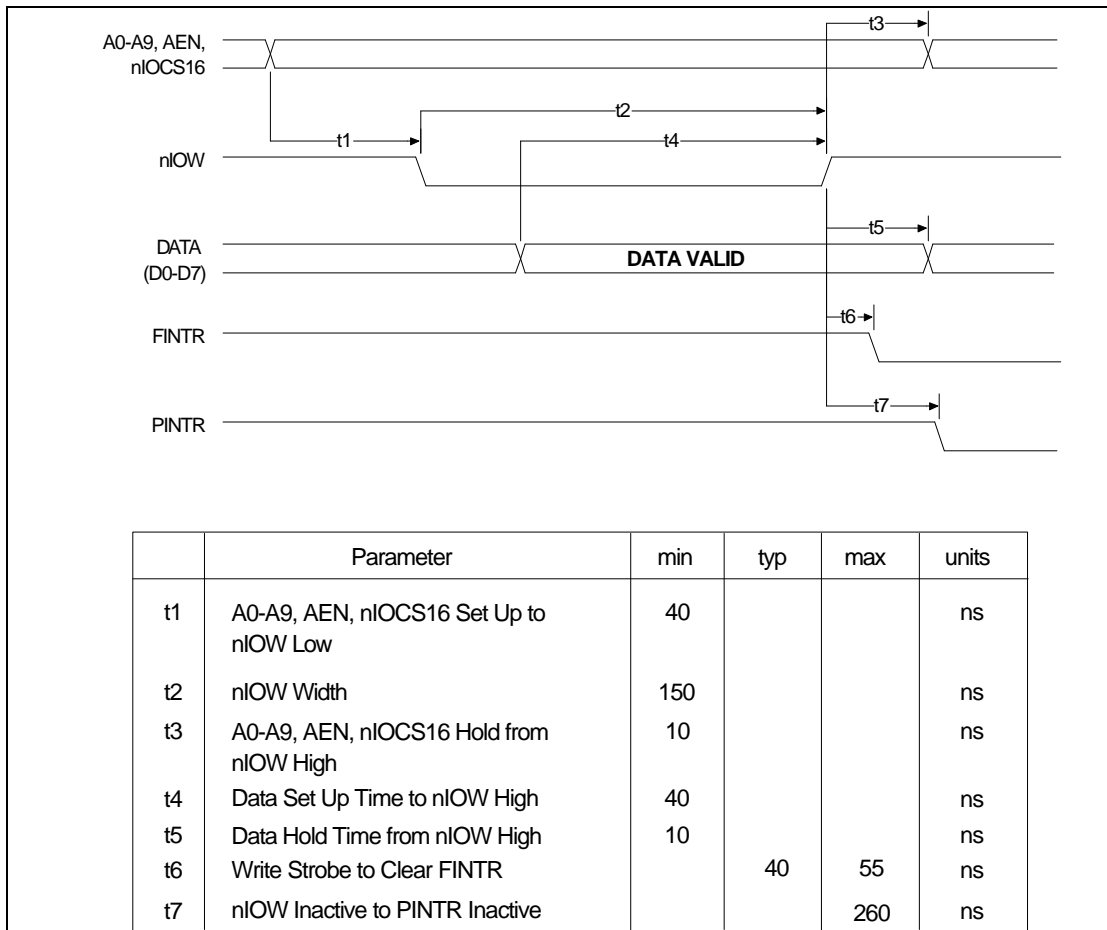 t3
A0-A9, AEN,
nIOCS16
t2
t1
t4
nIOW
t5
DATA
(D0-D7)
DATA VALID
t6
FINTR
t7
PINTR
Parameter min typ max units
t1 A0-A9, AEN, nIOCS16 Set Up to 40 ns
nIOW Low
t2 nIOW Width 150 ns
t3 A0-A9, AEN, nIOCS16 Hold from 10 ns
nIOW High
t4 Data Set Up Time to nIOW High 40 ns
t5 Data Hold Time from nIOW High 10 ns
t6 Write Strobe to Clear FINTR 40 55 ns
t7 nIOW Inactive to PINTR Inactive 260 ns